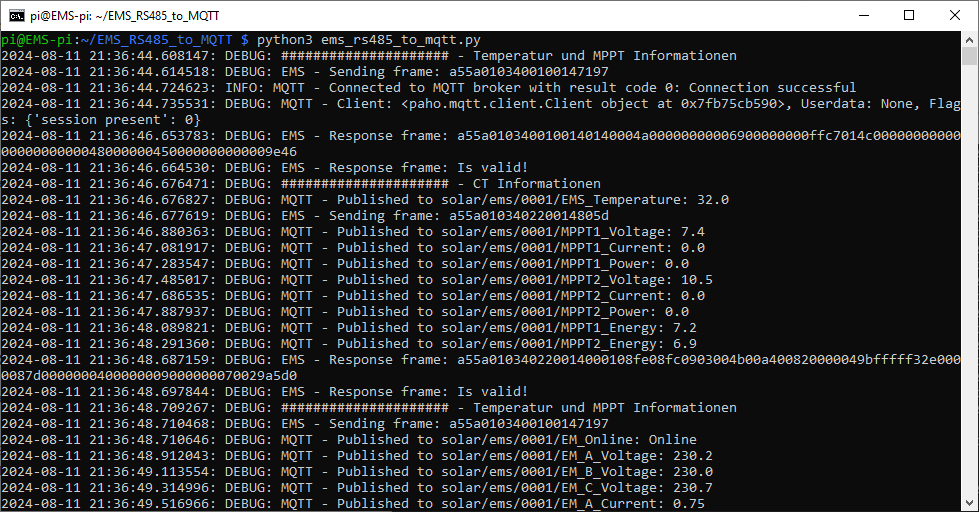 pi@EMS-pi: ~/EMS_RS485_to_MQTT
pi@EMS-pi:~/EMS_RS485_to_MQTT $ python3 ems_rs485_to_mqtt.py
2024-08-11 21:36:44.608147: DEBUG: ##################### - Temperatur und MPPT Informationen
2024-08-11 21:36:44.614518: DEBUG: EMS - Sending frame: a55a0103400100147197
2024-08-11 21:36:44.724623: INFO: MQTT - Connected to MQTT broker with result code 0: Connection successful
2024-08-11 21:36:44.735531: DEBUG: MQTT - Client: <paho.mqtt.client.Client object at 0x7fb75cb590>, Userdata: None, Flag
s: {'session present': 0}
2024-08-11 21:36:46.653783: DEBUG: EMS - Response frame: a55a0103400100140140004a00000000006900000000ffc7014c00000000000
0000000000048000000450000000000009e46
2024-08-11 21:36:46.664530: DEBUG: EMS - Response frame: Is valid!
2024-08-11 21:36:46.676471: DEBUG: ##################### - CT Informationen
2024-08-11 21:36:46.676827: DEBUG: MQTT - Published to solar/ems/0001/EMS_Temperature: 32.0
2024-08-11 21:36:46.677619: DEBUG: EMS - Sending frame: a55a010340220014805d
2024-08-11 21:36:46.880363: DEBUG: MQTT - Published to solar/ems/0001/MPPT1_Voltage: 7.4
2024-08-11 21:36:47.081917: DEBUG: MQTT - Published to solar/ems/0001/MPPT1_Current: 0.0
2024-08-11 21:36:47.283547: DEBUG: MQTT - Published to solar/ems/0001/MPPT1_Power: 0.0
2024-08-11 21:36:47.485017: DEBUG: MQTT - Published to solar/ems/0001/MPPT2_Voltage: 10.5
2024-08-11 21:36:47.686535: DEBUG: MQTT - Published to solar/ems/0001/MPPT2_Current: 0.0
2024-08-11 21:36:47.887937: DEBUG: MQTT - Published to solar/ems/0001/MPPT2_Power: 0.0
2024-08-11 21:36:48.089821: DEBUG: MQTT - Published to solar/ems/0001/MPPT1_Energy: 7.2
2024-08-11 21:36:48.291360: DEBUG: MQTT - Published to solar/ems/0001/MPPT2_Energy: 6.9
2024-08-11 21:36:48.687159: DEBUG: EMS - Response frame: a55a010340220014000108fe08fc0903004b00a400820000049bfffff32e000
0087d0000000400000009000000070029a5d0
2024-08-11 21:36:48.697844: DEBUG: EMS - Response frame: Is valid!
2024-08-11 21:36:48.709267: DEBUG: ##################### - Temperatur und MPPT Informationen
2024-08-11 21:36:48.710468: DEBUG: EMS - Sending frame: a55a0103400100147197
2024-08-11 21:36:48.710646: DEBUG: MQTT - Published to solar/ems/0001/EM_Online: Online
2024-08-11 21:36:48.912043: DEBUG: MQTT - Published to solar/ems/0001/EM_A_Voltage: 230.2
2024-08-11 21:36:49.113554: DEBUG: MQTT - Published to solar/ems/0001/EM_B_Voltage: 230.0
2024-08-11 21:36:49.314996: DEBUG: MQTT - Published to solar/ems/0001/EM_C_Voltage: 230.7
2024-08-11 21:36:49.516966: DEBUG: MQTT - Published to solar/ems/0001/EM_A_Current: 0.75